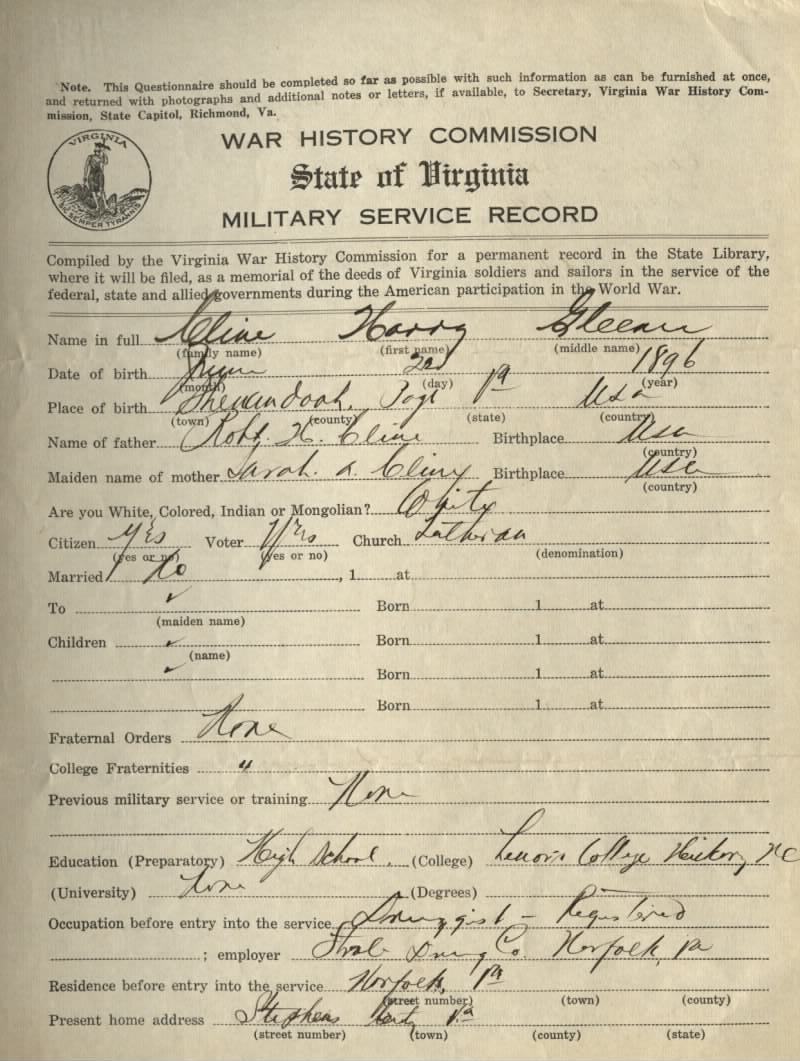 Note. This Questionnaire should be completed so far as possible with such information as can be furnished at once,
and returned with photographs and additional notes or letters, if available, to Secretary, Virginia War History Com-
mission, State Capitol, Richmond, Va.
VIRGINIA
SIC SEMPER TYRANNIS
WAR HISTORY COMMISSION
State of Virginia
MILITARY SERVICE RECORD
Compiled by the Virginia War History Commission for a permanent record in the State Library,
where it will be filed, as a memorial of the deeds of Virginia soldiers and sailors in the service of the
federal, state and allied governments during the American participation in the World War.
Name in full Cline Harry
(family name) (first name) (middle name)
Date of birth 1896
(month) (day) (year)
Place of birth Shenandoah, Page Va Usa
(town) (county) (state) (country)
Name of father Robt. H. Cline Birthplace Usa
(country)
Maiden name of mother Sarah Cline Birthplace Usa
(country)
Are you White, Colored, Indian or Mongolian?
Citizen Yes Voter Yes Church
(yes or no) (yes or no) (denomination)
Married No , 1 at
To ✓ Born 1 at
(maiden name)
Children ✓ Born 1 at
(name)
✓ Born 1 at
Born 1 at
Fraternal Orders None
College Fraternities "
Previous military service or training None
Education (Preparatory) High School. (College) College Hickory, NC
(University) None (Degrees) —
Occupation before entry into the service Druggist - Registered
; employer Drug Co. Norfolk, Va
Residence before entry into the service Norfolk, Va
(street number) (town) (county)
Present home address Stephens City Va
(street number) (town) (county) (state)